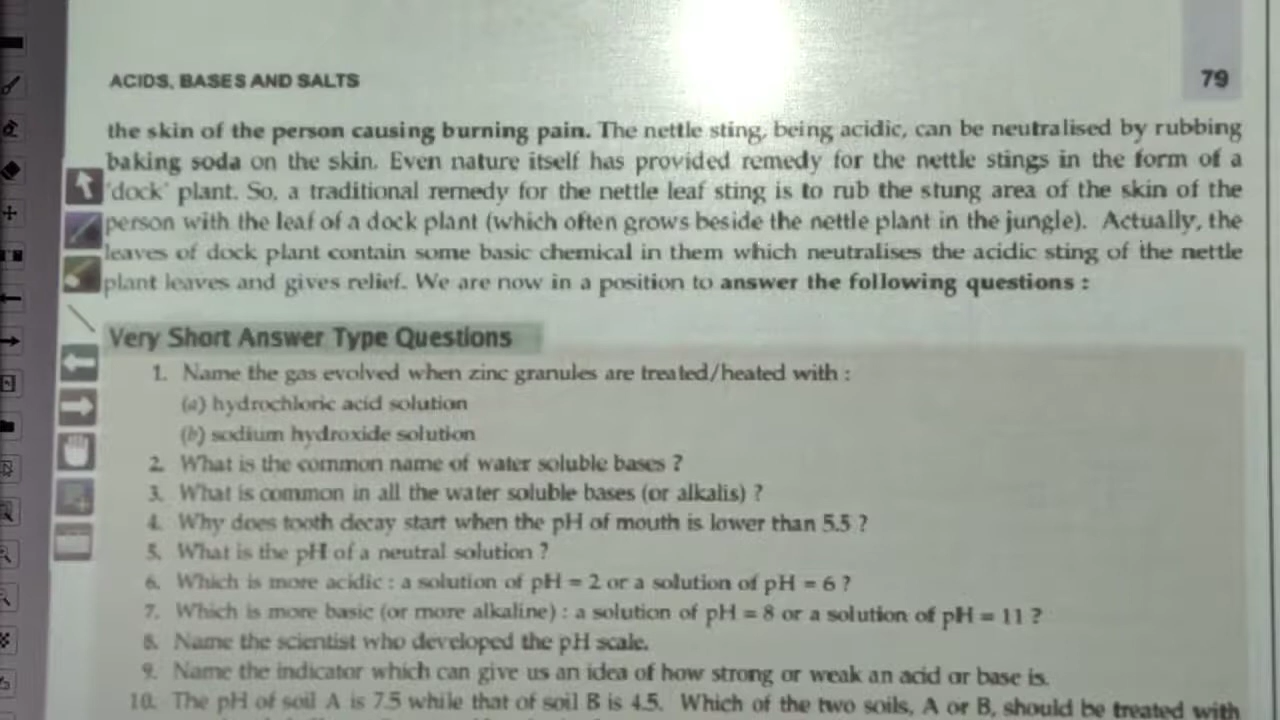 ACIDS, BASES AND SALTS
79
the skin of the person causing burning pain. The nettle sting, being acidic, can be neutralised by rubbing
baking soda on the skin. Even nature itself has provided remedy for the nettle stings in the form of a
'dock' plant. So, a traditional remedy for the nettle leaf sting is to rub the stung area of the skin of the
person with the leaf of a dock plant (which often grows beside the nettle plant in the jungle). Actually, the
leaves of dock plant contain some basic chemical in them which neutralises the acidic sting of the nettle
plant leaves and gives relief. We are now in a position to answer the following questions :
Very Short Answer Type Questions
1. Name the gas evolved when zinc granules are treated/heated with :
(a) hydrochloric acid solution
(b) sodium hydroxide solution
2. What is the common name of water soluble bases ?
3. What is common in all the water soluble bases (or alkalis) ?
4. Why does tooth decay start when the pH of mouth is lower than 5.5 ?
5. What is the pH of a neutral solution ?
6. Which is more acidic : a solution of pH = 2 or a solution of pH = 6 ?
7. Which is more basic (or more alkaline) : a solution of pH = 8 or a solution of pH = 11 ?
8. Name the scientist who developed the pH scale.
9. Name the indicator which can give us an idea of how strong or weak an acid or base is.
10. The pH of soil A is 7.5 while that of soil B is 4.5. Which of the two soils, A or B, should be treated with